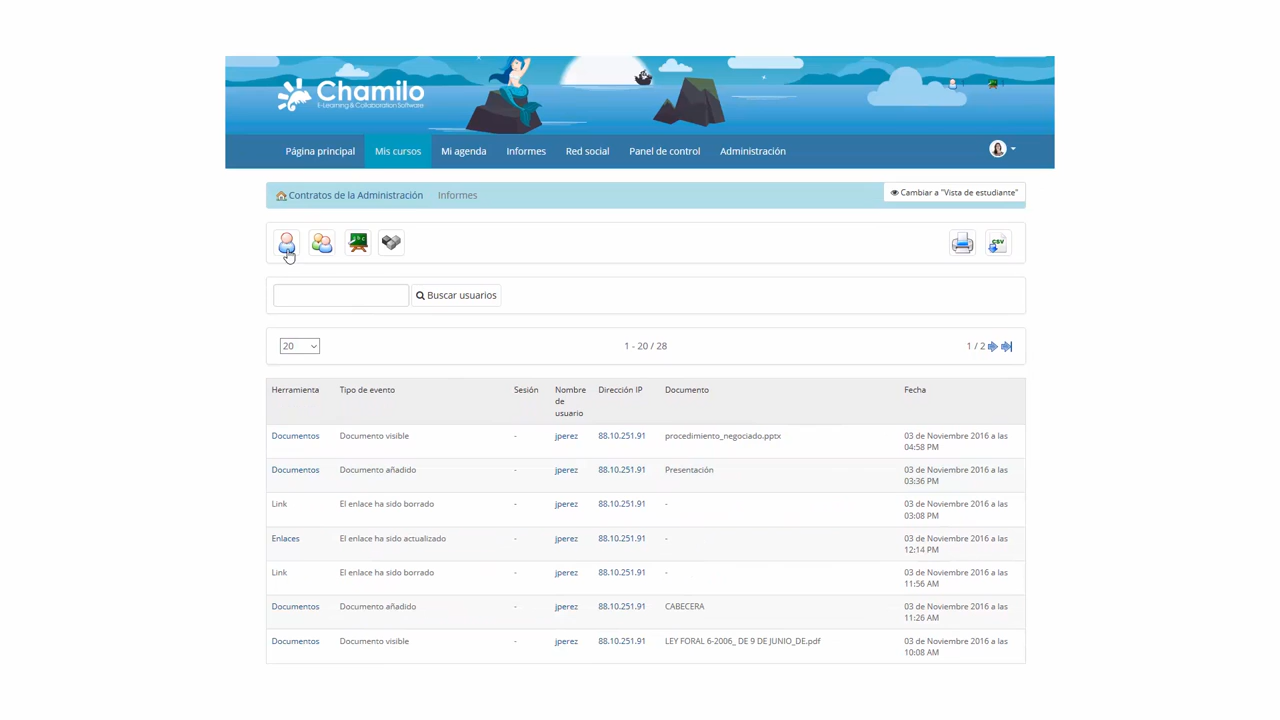 Chamilo
E-Learning & Collaboration Software
Página principal Mis cursos Mi agenda Informes Red social Panel de control Administración
Contratos de la Administración Informes Cambiar a "Vista de estudiante"
CSV
Buscar usuarios
20 1 - 20 / 28 1 / 2
Herramienta Tipo de evento Sesión Nombre de usuario Dirección IP Documento Fecha
Documentos Documento visible - jperez 88.10.251.91 procedimiento_negociado.pptx 03 de Noviembre 2016 a las
04:58 PM
Documentos Documento añadido - jperez 88.10.251.91 Presentación 03 de Noviembre 2016 a las
03:36 PM
Link El enlace ha sido borrado - jperez 88.10.251.91 - 03 de Noviembre 2016 a las
03:08 PM
Enlaces El enlace ha sido actualizado - jperez 88.10.251.91 - 03 de Noviembre 2016 a las
12:14 PM
Link El enlace ha sido borrado - jperez 88.10.251.91 - 03 de Noviembre 2016 a las
11:56 AM
Documentos Documento añadido - jperez 88.10.251.91 CABECERA 03 de Noviembre 2016 a las
11:26 AM
Documentos Documento visible - jperez 88.10.251.91 LEY FORAL 6-2006_ DE 9 DE JUNIO_DE.pdf 03 de Noviembre 2016 a las
10:08 AM